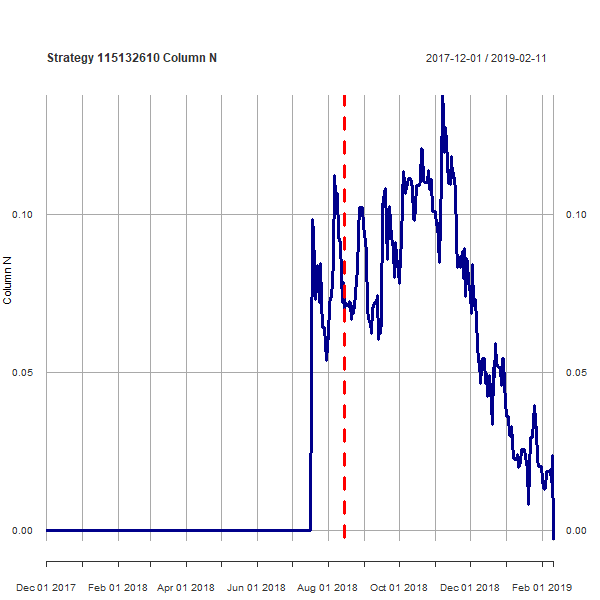 Strategy 115132610 Column N
2017-12-01 / 2019-02-11
Column N
0.10
0.10
0.05
0.05
0.00
0.00
Dec 01 2017
Feb 01 2018
Apr 01 2018
Jun 01 2018
Aug 01 2018
Oct 01 2018
Dec 01 2018
Feb 01 2019